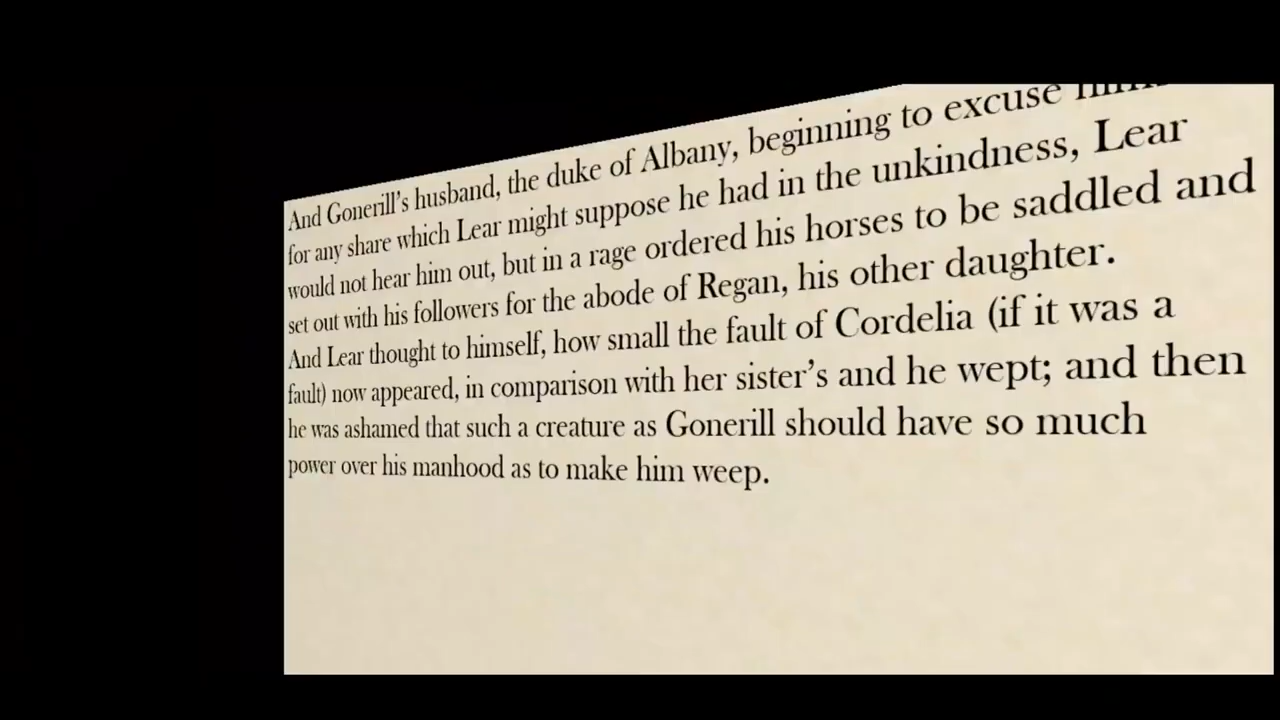 And Gonerill's husband, the duke of Albany, beginning to excuse
for any share which Lear might suppose he had in the unkindness, Lear
would not hear him out, but in a rage ordered his horses to be saddled and
set out with his followers for the abode of Regan, his other daughter.
And Lear thought to himself, how small the fault of Cordelia (if it was a
fault) now appeared, in comparison with her sister's and he wept; and then
he was ashamed that such a creature as Gonerill should have so much
power over his manhood as to make him weep.